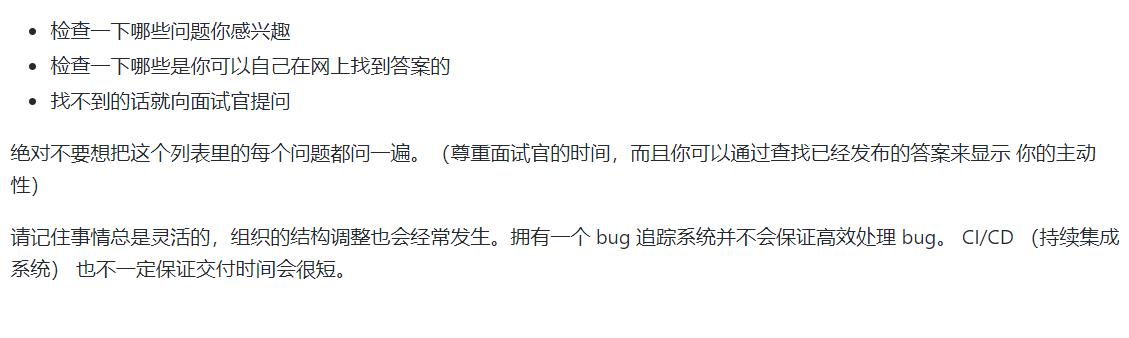 检查一下哪些问题你感兴趣
检查一下哪些是你可以自己在网上找到答案的
找不到的话就向面试官提问
绝对不要想把这个列表里的每个问题都问一遍。（尊重面试官的时间，而且你可以通过查找已经发布的答案来显示 你的主动
性）
请记住事情总是灵活的，组织的结构调整也会经常发生。拥有一个 bug 追踪系统并不会保证高效处理 bug。 CI/CD （持续集成
系统） 也不一定保证交付时间会很短。